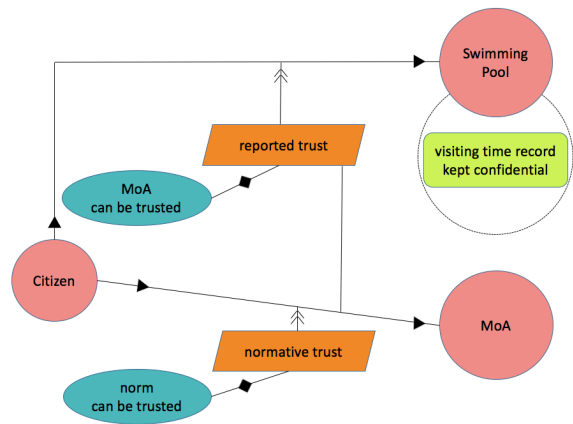 Swimming
Pool
reported trust
visiting time record
kept confidential
MoA
can be trusted
Citizen
MoA
normative trust
norm
can be trusted